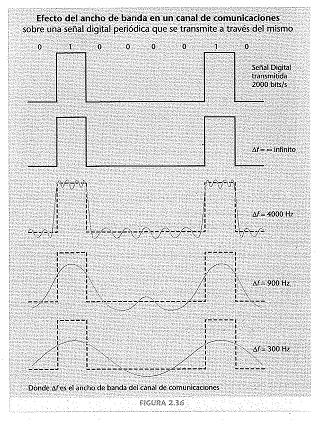 Efecto del ancho de banda en un canal de comunicaciones
sobre una señal digital periódica que se transmite a través del mismo
0 1 0 0 0 0 1 0
Señal Digital
transmitida
2000 bits/s
Δf = ∞ infinito
Δf = 4000 Hz
Δf = 900 Hz
Δf = 300 Hz
Donde Δf es el ancho de banda del canal de comunicaciones
FIGURA 2.36